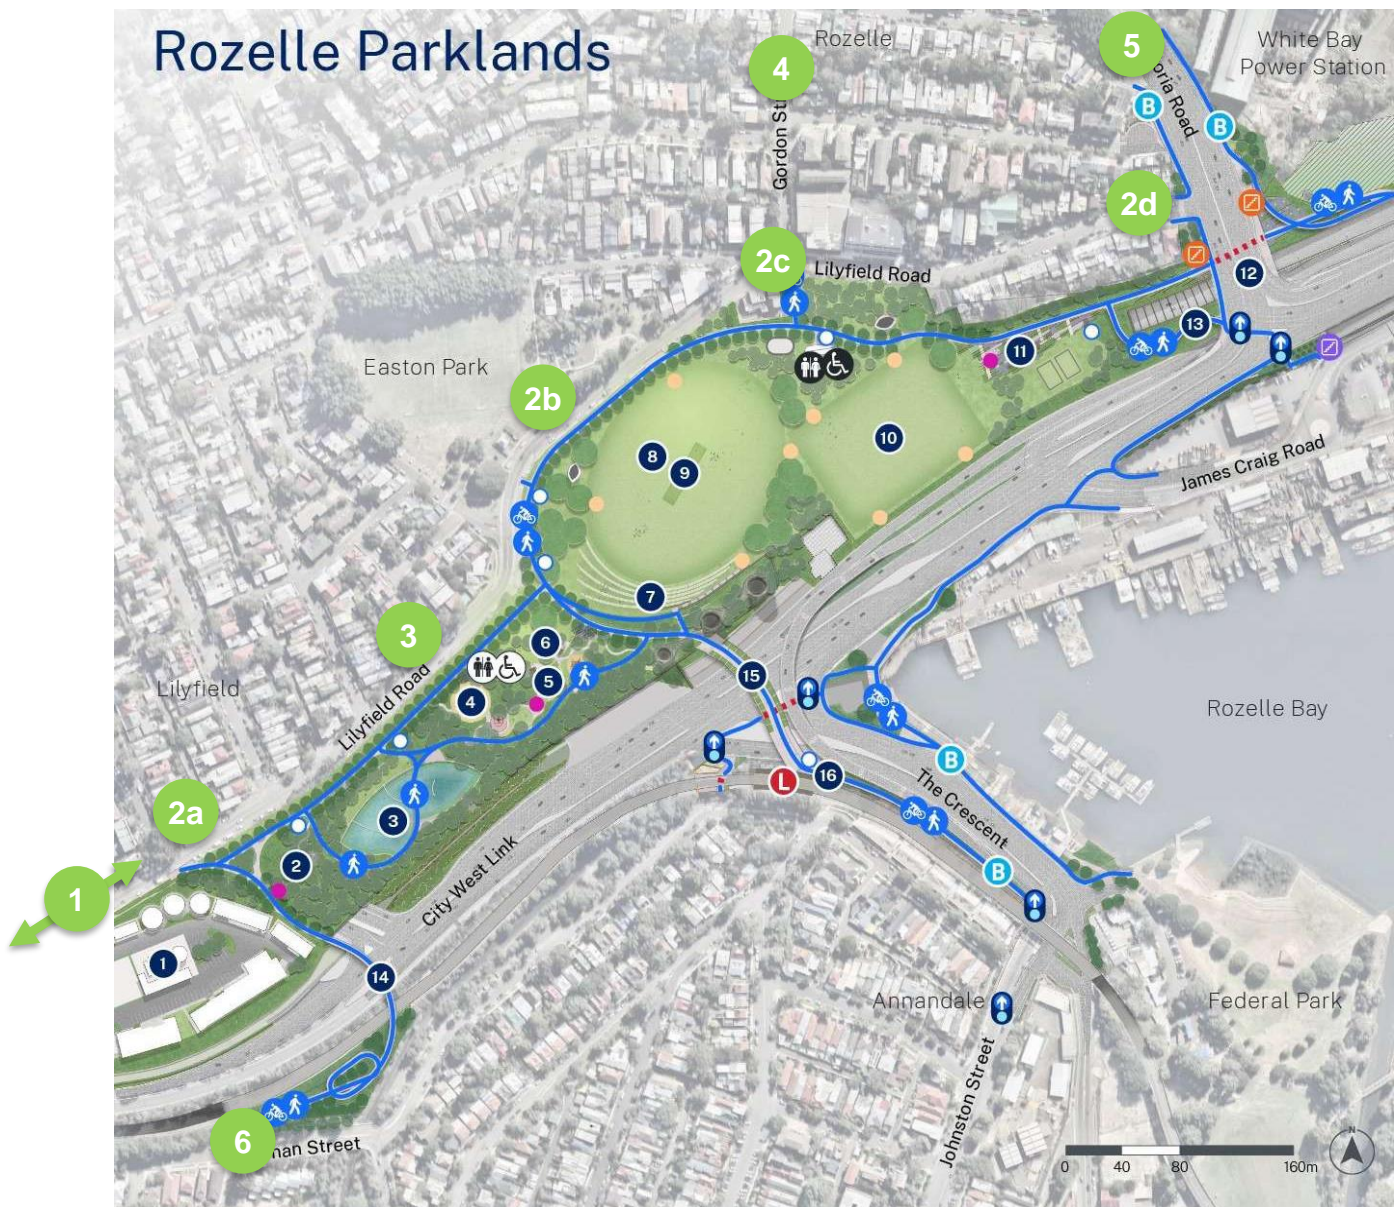 Rozelle Parklands
Rozelle
4
5
White Bay
Power Station
oria Road
B
B
Gordon St
2d
2c
Lilyfield Road
12
13
11
Easton Park
2b
10
8
9
James Craig Road
7
3
6
5
4
15
Lilyfield
Lilyfield Road
Rozelle Bay
B
L
16
The Crescent
2a
3
2
B
City West Link
1
1
14
Annandale
Federal Park
Johnston Street
6
nan Street
N
0
40
80
160m